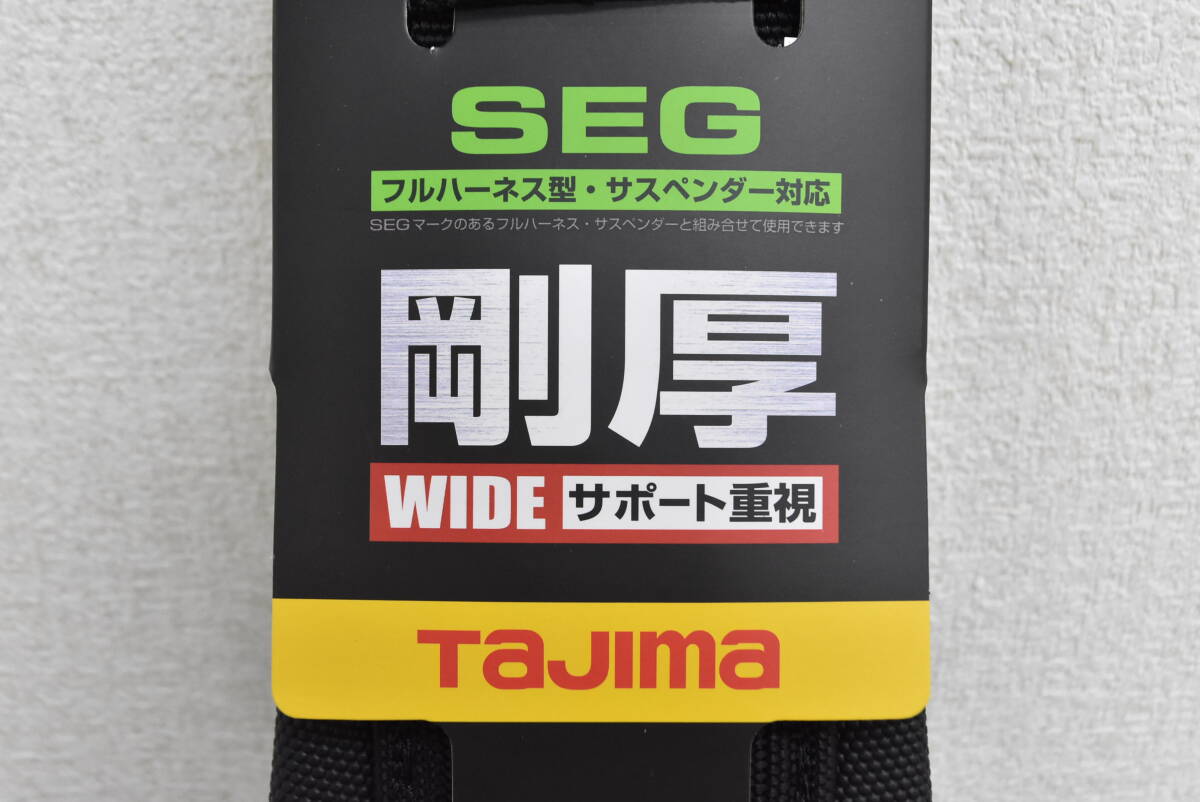 SEG
フルハーネス型・サスペンダー対応
SEGマークのあるフルハーネス・サスペンダーと組み合せて使用できます
剛厚
WIDE サポート重視
TaJIma